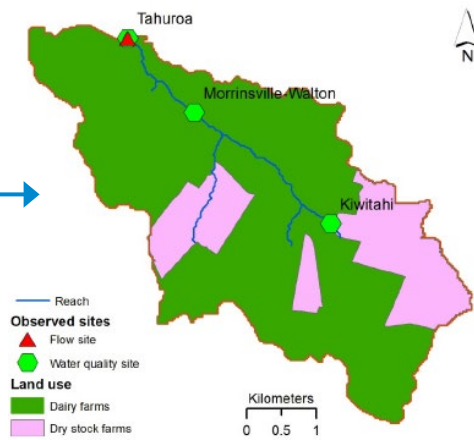 Tahuroa
N
Morrinsville-Walton
Kiwitahi
Reach
Observed sites
Flow site
Water quality site
Land use
Dairy farms
Dry stock farms
Kilometers
0 0.5 1